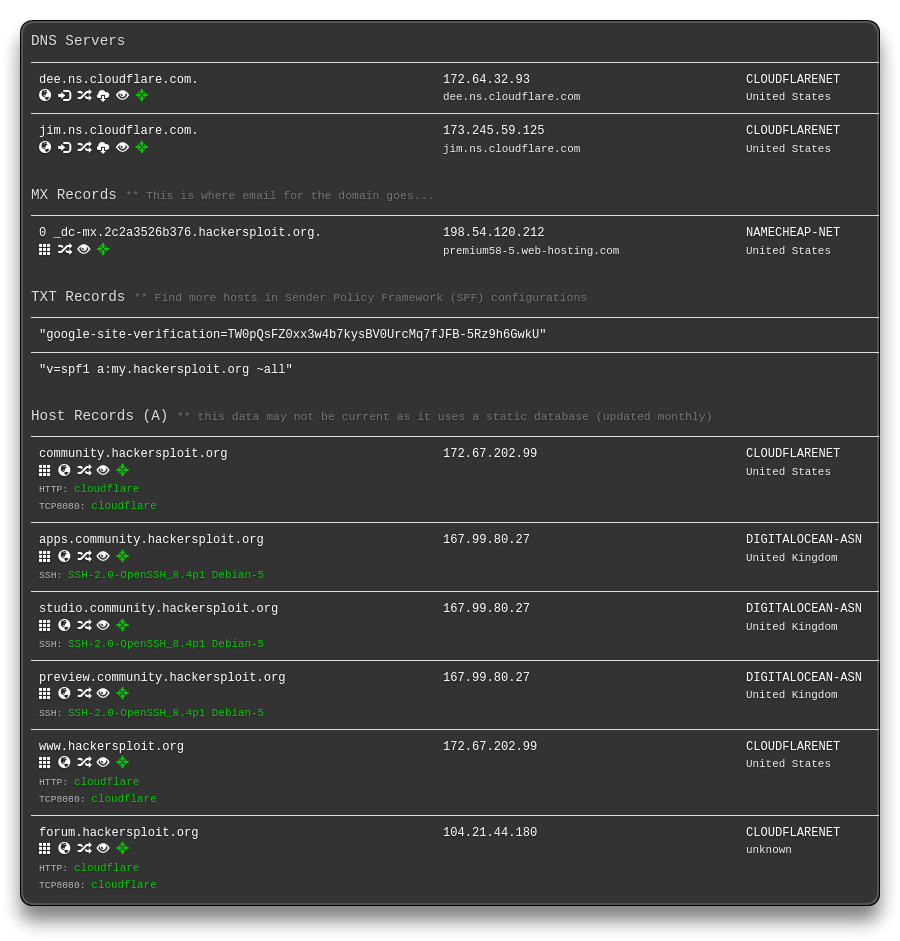 DNS Servers
dee.ns.cloudflare.com. 172.64.32.93 CLOUDFLARENET
dee.ns.cloudflare.com United States
jim.ns.cloudflare.com. 173.245.59.125 CLOUDFLARENET
jim.ns.cloudflare.com United States
MX Records ** This is where email for the domain goes...
0 _dc-mx.2c2a3526b376.hackersploit.org. 198.54.120.212 NAMECHEAP-NET
premium58-5.web-hosting.com United States
TXT Records ** Find more hosts in Sender Policy Framework (SPF) configurations
"google-site-verification=TW0pQsFZ0xx3w4b7kysBV0UrcMq7fJFB-5Rz9h6GwkU"
"v=spf1 a:my.hackersploit.org ~all"
Host Records (A) ** this data may not be current as it uses a static database (updated monthly)
community.hackersploit.org 172.67.202.99 CLOUDFLARENET
United States
HTTP: cloudflare
TCP8080: cloudflare
apps.community.hackersploit.org 167.99.80.27 DIGITALOCEAN-ASN
United Kingdom
SSH: SSH-2.0-OpenSSH_8.4p1 Debian-5
studio.community.hackersploit.org 167.99.80.27 DIGITALOCEAN-ASN
United Kingdom
SSH: SSH-2.0-OpenSSH_8.4p1 Debian-5
preview.community.hackersploit.org 167.99.80.27 DIGITALOCEAN-ASN
United Kingdom
SSH: SSH-2.0-OpenSSH_8.4p1 Debian-5
www.hackersploit.org 172.67.202.99 CLOUDFLARENET
United States
HTTP: cloudflare
TCP8080: cloudflare
forum.hackersploit.org 104.21.44.180 CLOUDFLARENET
unknown
HTTP: cloudflare
TCP8080: cloudflare